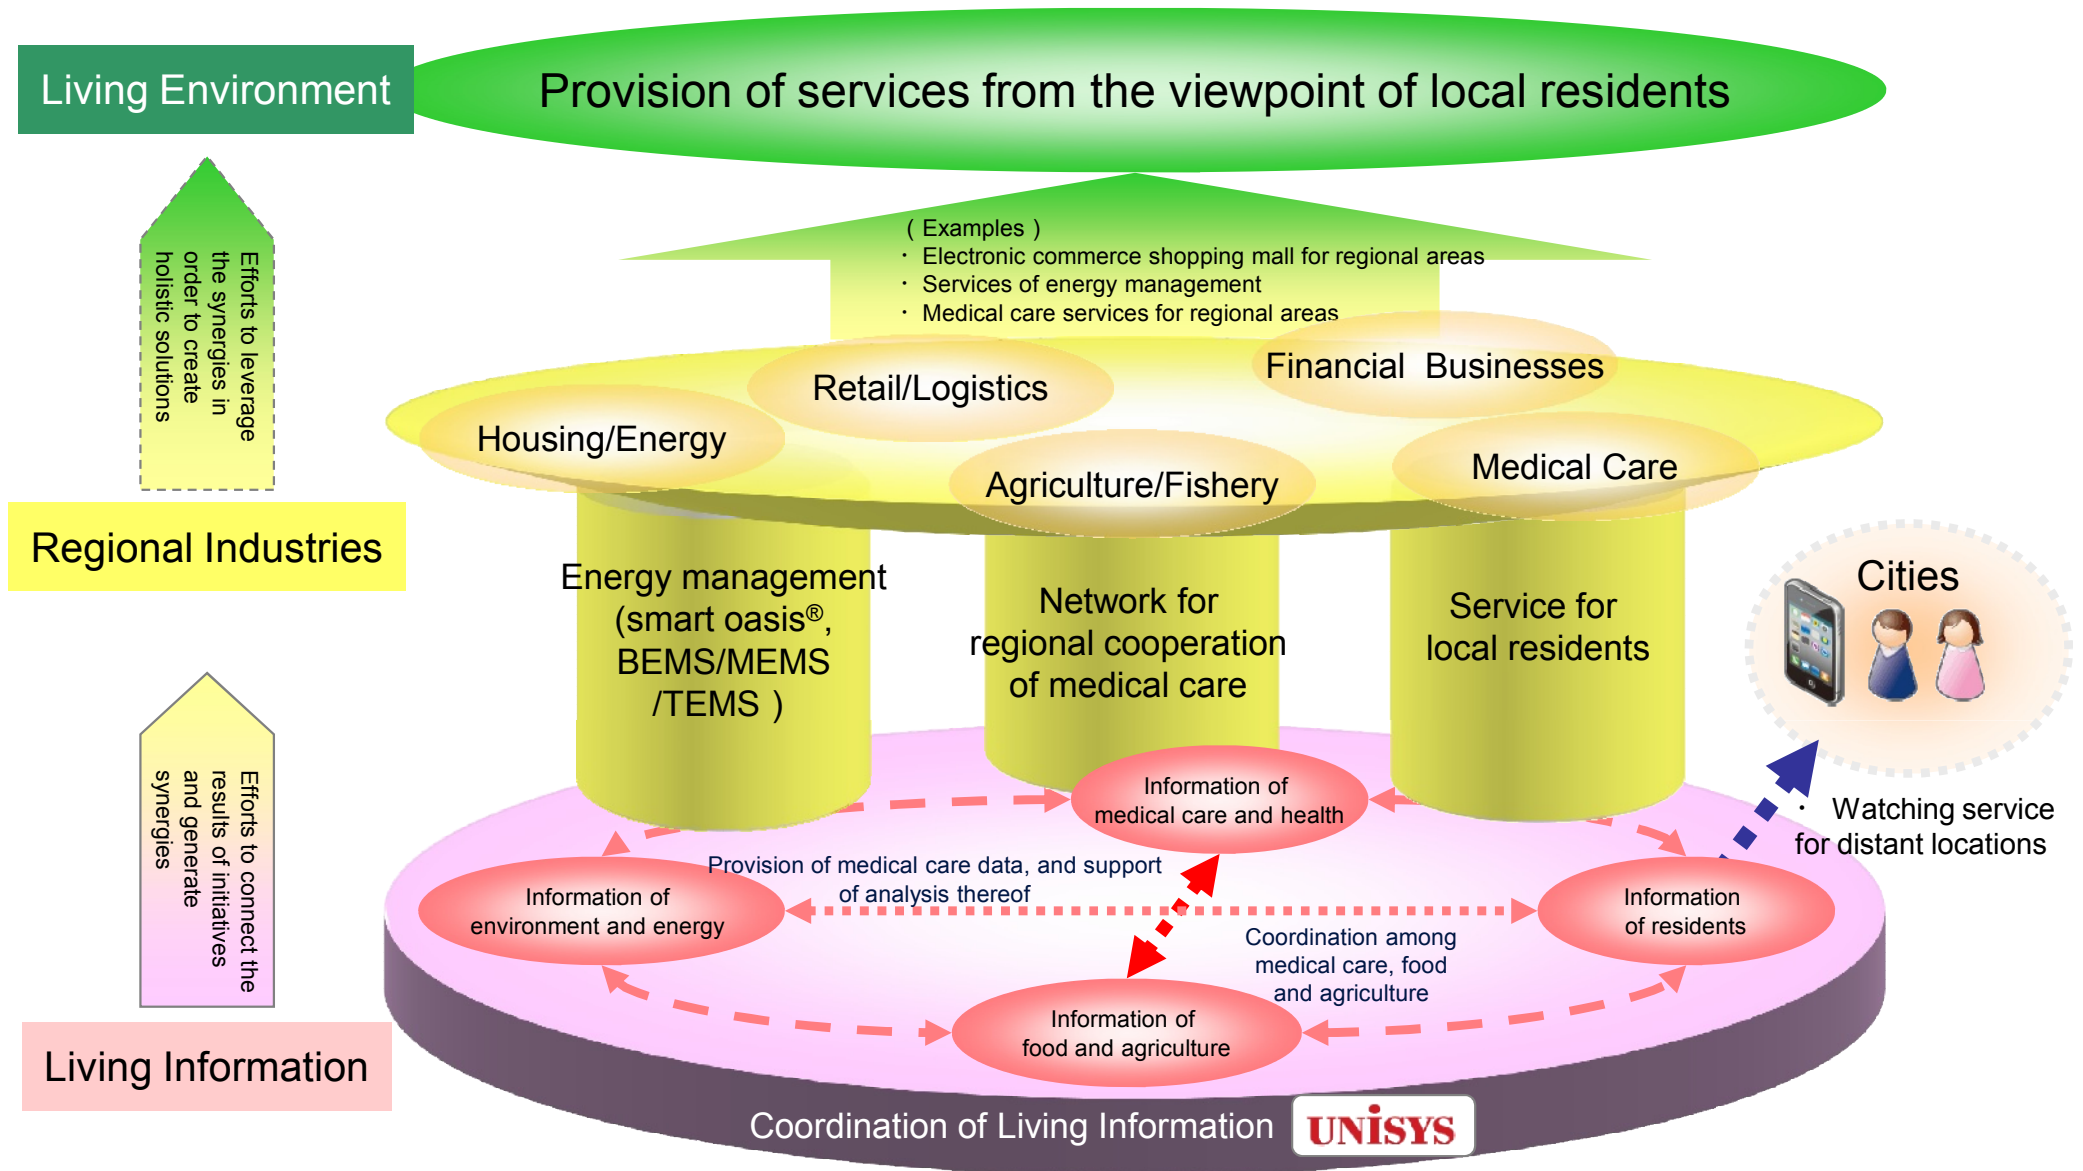 Living Environment
Provision of services from the viewpoint of local residents
( Examples )
・ Electronic commerce shopping mall for regional areas
・ Services of energy management
・ Medical care services for regional areas
Efforts to leverage
the synergies in
order to create
holistic solutions
Financial Businesses
Retail/Logistics
Housing/Energy
Medical Care
Agriculture/Fishery
Regional Industries
Energy management
(smart oasis®,
BEMS/MEMS
/TEMS )
Network for
regional cooperation
of medical care
Service for
local residents
Cities
・ Watching service
for distant locations
Efforts to connect the
results of initiatives
and generate
synergies
Information of
medical care and health
Provision of medical care data, and support
of analysis thereof
Information of
environment and energy
Information
of residents
Coordination among
medical care, food
and agriculture
Information of
food and agriculture
Living Information
Coordination of Living Information
UNISYS